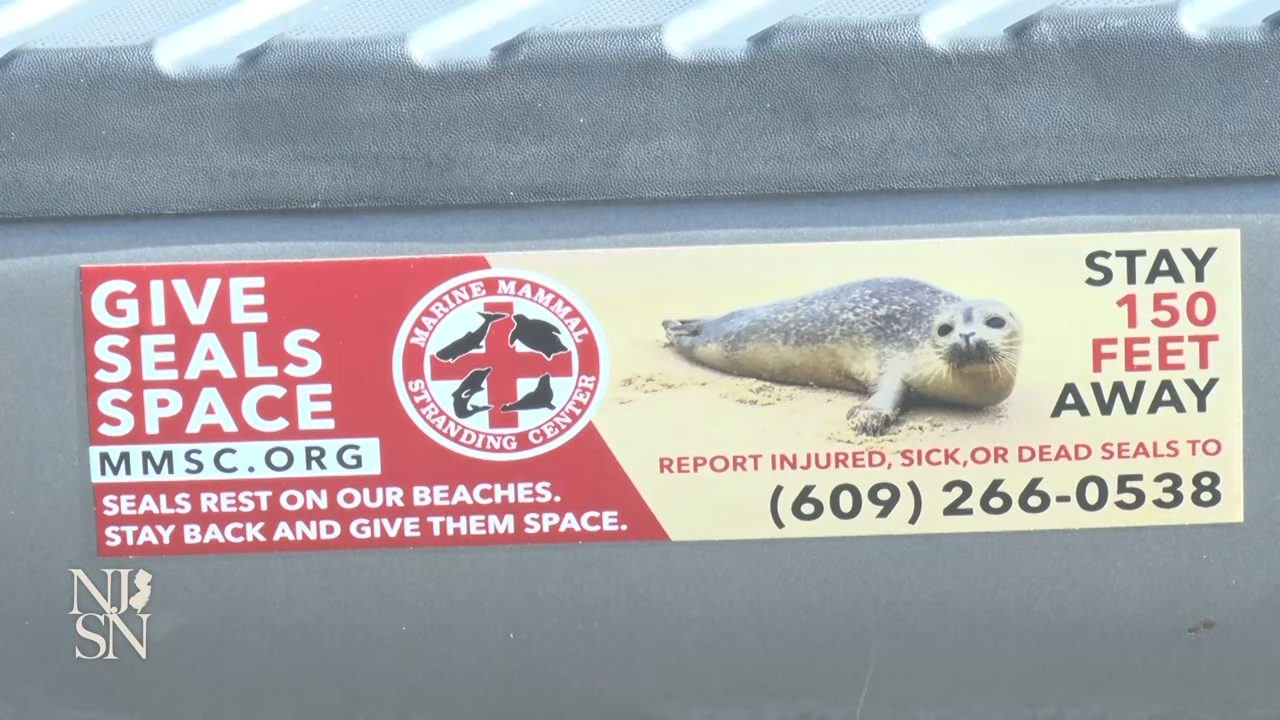 GIVE
SEALS
SPACE
MMSC.ORG
SEALS REST ON OUR BEACHES.
STAY BACK AND GIVE THEM SPACE.
MARINE MAMMAL
STRANDING CENTER
STAY
150
FEET
AWAY
REPORT INJURED, SICK,OR DEAD SEALS TO
(609) 266-0538
NJ
SN